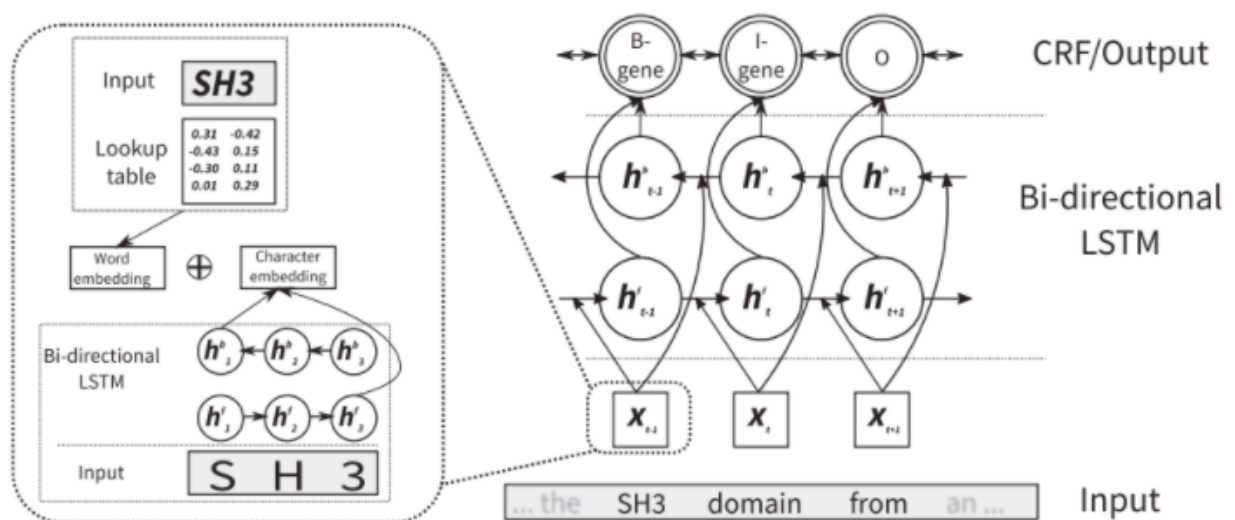 Input
SH3
Lookup
table
0.31 -0.42
-0.43 0.15
-0.30 0.11
0.01 0.29
Word
embedding
⊕
Character
embedding
Bi-directional
LSTM
h^b_1
h^b_2
h^b_3
h^f_1
h^f_2
h^f_3
Input
S H 3
B-
gene
I-
gene
O
CRF/Output
h^b_t-1
h^b_t
h^b_t+1
Bi-directional
LSTM
h^f_t-1
h^f_t
h^f_t+1
x_t-1
x_t
x_t+1
... the SH3 domain from an ...
Input